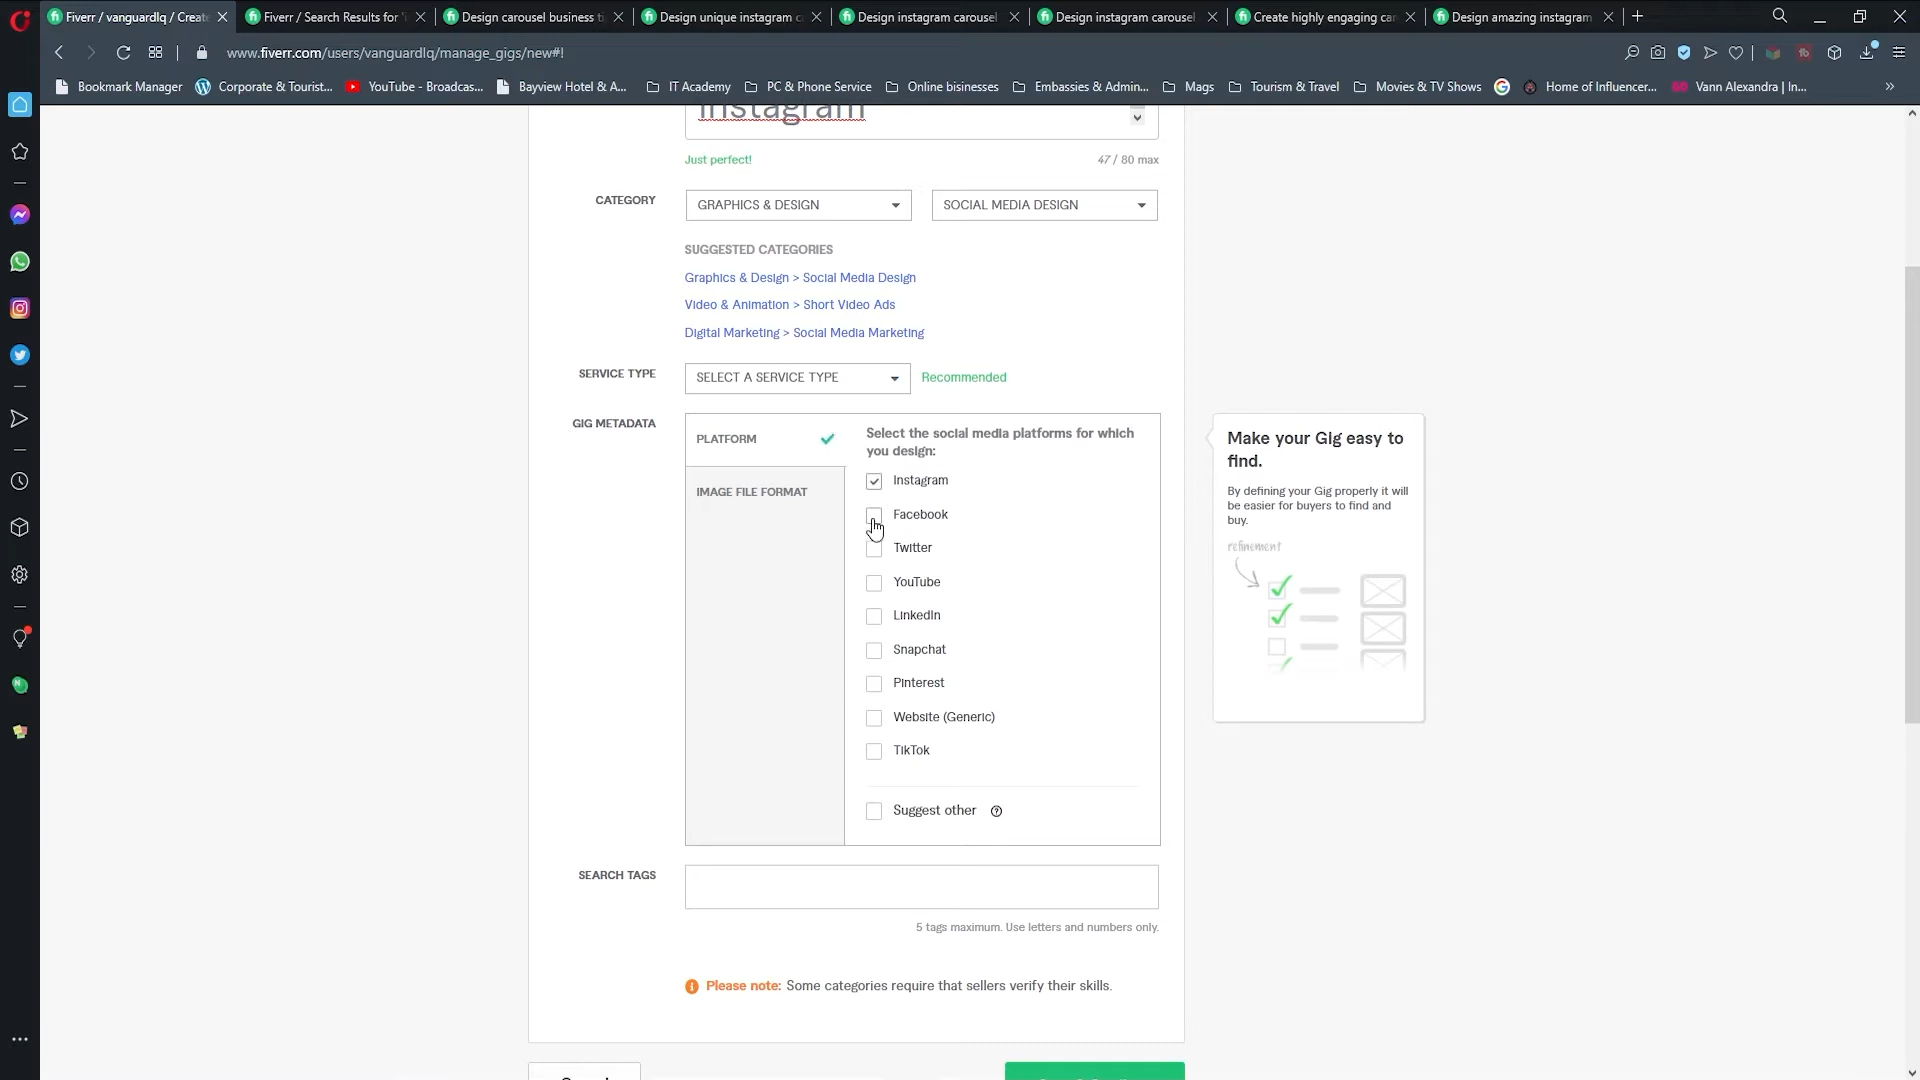 Fiverr / vanguardlq / Create
Fiverr / Search Results for '
Design carousel business ti
Design unique instagram c
Design instagram carousel
Design instagram carousel
Create highly engaging car
Design amazing instagram
www.fiverr.com/users/vanguardlq/manage_gigs/new#!
Bookmark Manager
Corporate & Tourist...
YouTube - Broadcas...
Bayview Hotel & A...
IT Academy
PC & Phone Service
Online bisinesses
Embassies & Admin...
Mags
Tourism & Travel
Movies & TV Shows
Home of Influencer...
Vann Alexandra | In...
instagram
Just perfect!
47 / 80 max
CATEGORY
GRAPHICS & DESIGN
SOCIAL MEDIA DESIGN
SUGGESTED CATEGORIES
Graphics & Design > Social Media Design
Video & Animation > Short Video Ads
Digital Marketing > Social Media Marketing
SERVICE TYPE
SELECT A SERVICE TYPE
Recommended
GIG METADATA
PLATFORM
IMAGE FILE FORMAT
Select the social media platforms for which
you design:
Instagram
Facebook
Twitter
YouTube
LinkedIn
Snapchat
Pinterest
Website (Generic)
TikTok
Suggest other
Make your Gig easy to
find.
By defining your Gig properly it will
be easier for buyers to find and
buy.
refinement
SEARCH TAGS
5 tags maximum. Use letters and numbers only.
Please note: Some categories require that sellers verify their skills.